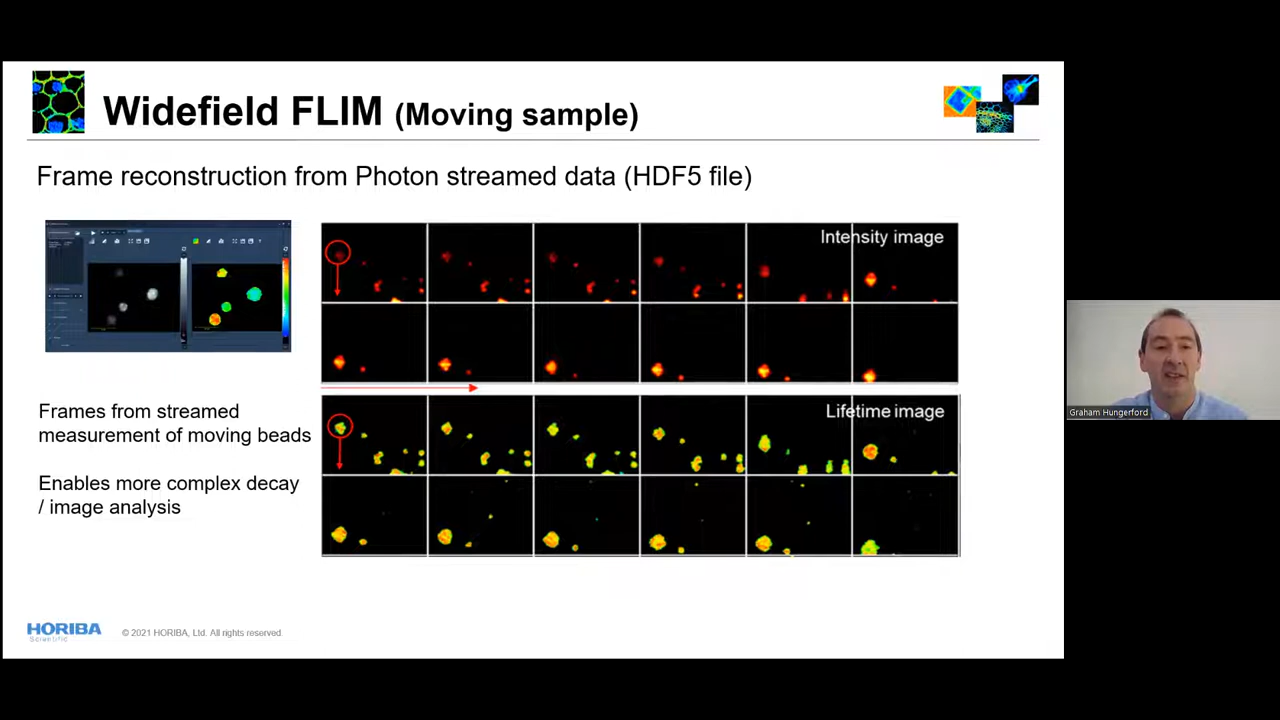 Widefield FLIM (Moving sample)
Frame reconstruction from Photon streamed data (HDF5 file)
Intensity image
Lifetime image
Frames from streamed
measurement of moving beads
Enables more complex decay
/ image analysis
Graham Hungerford
HORIBA
Scientific
© 2021 HORIBA, Ltd. All rights reserved.